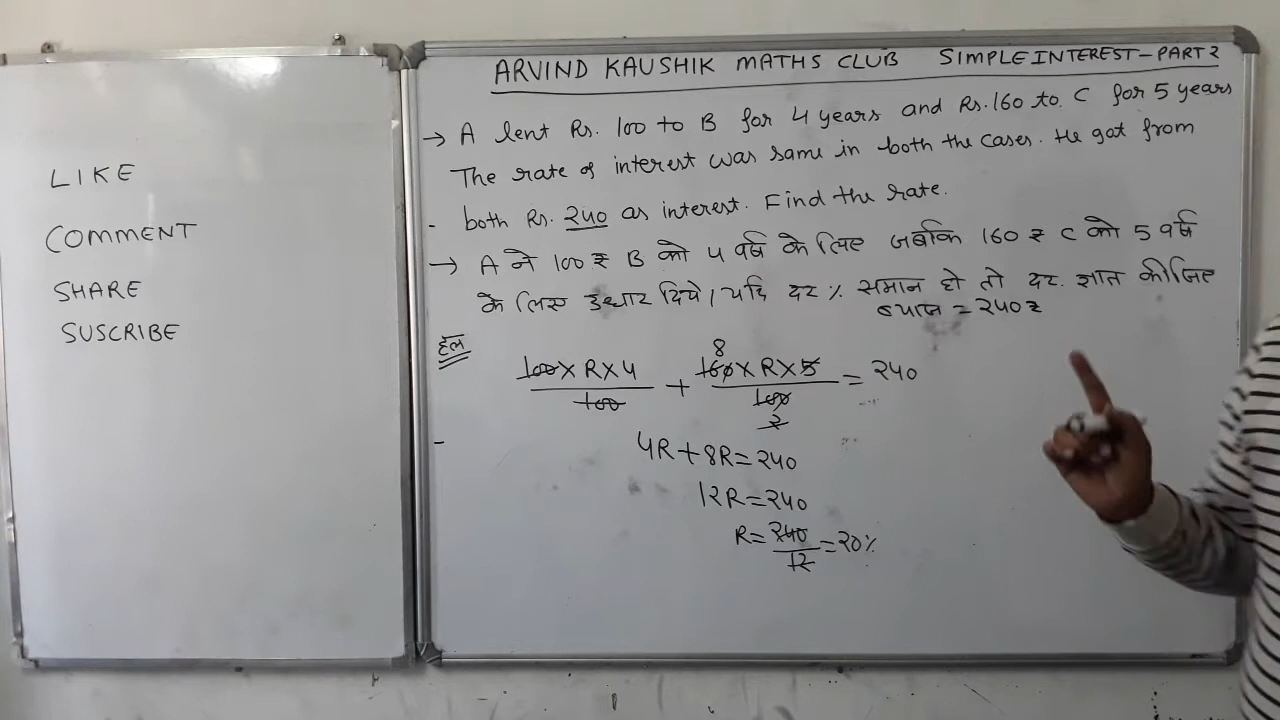 LIKE
COMMENT
SHARE
SUSCRIBE
ARVIND KAUSHIK MATHS CLUB SIMPLE INTEREST-PART 2
→ A lent Rs. 100 to B for 4 years and Rs. 160 to C for 5 years
The rate of interest was same in both the cases. He got from
both Rs. 240 as interest. Find the rate.
→ A ने 100 ₹ B को 4 वर्ष के लिए जबकि 160 ₹ C को 5 वर्ष
के लिए उधार दिये। यदि दर % समान हो तो दर ज्ञात कीजिए
ब्याज = 240₹
हल
8
100×R×4/100 + 160×R×5/100 = 240
2
4R+8R=240
12R=240
R=240/12=20%